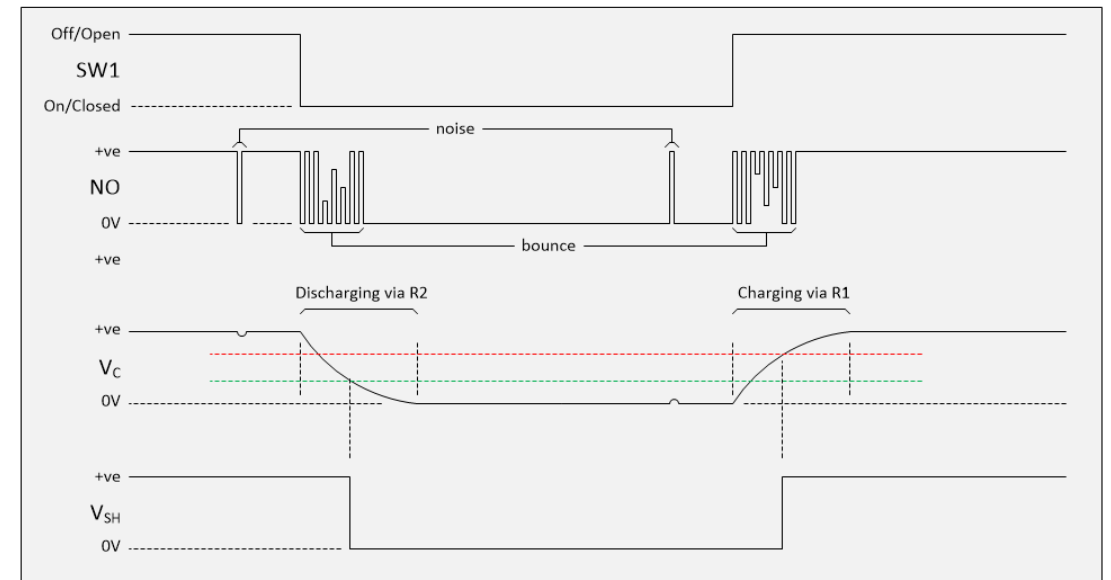 Off/Open
SW1
On/Closed
noise
+ve
NO
0V
bounce
+ve
Discharging via R2
Charging via R1
+ve
VC
0V
+ve
VSH
0V